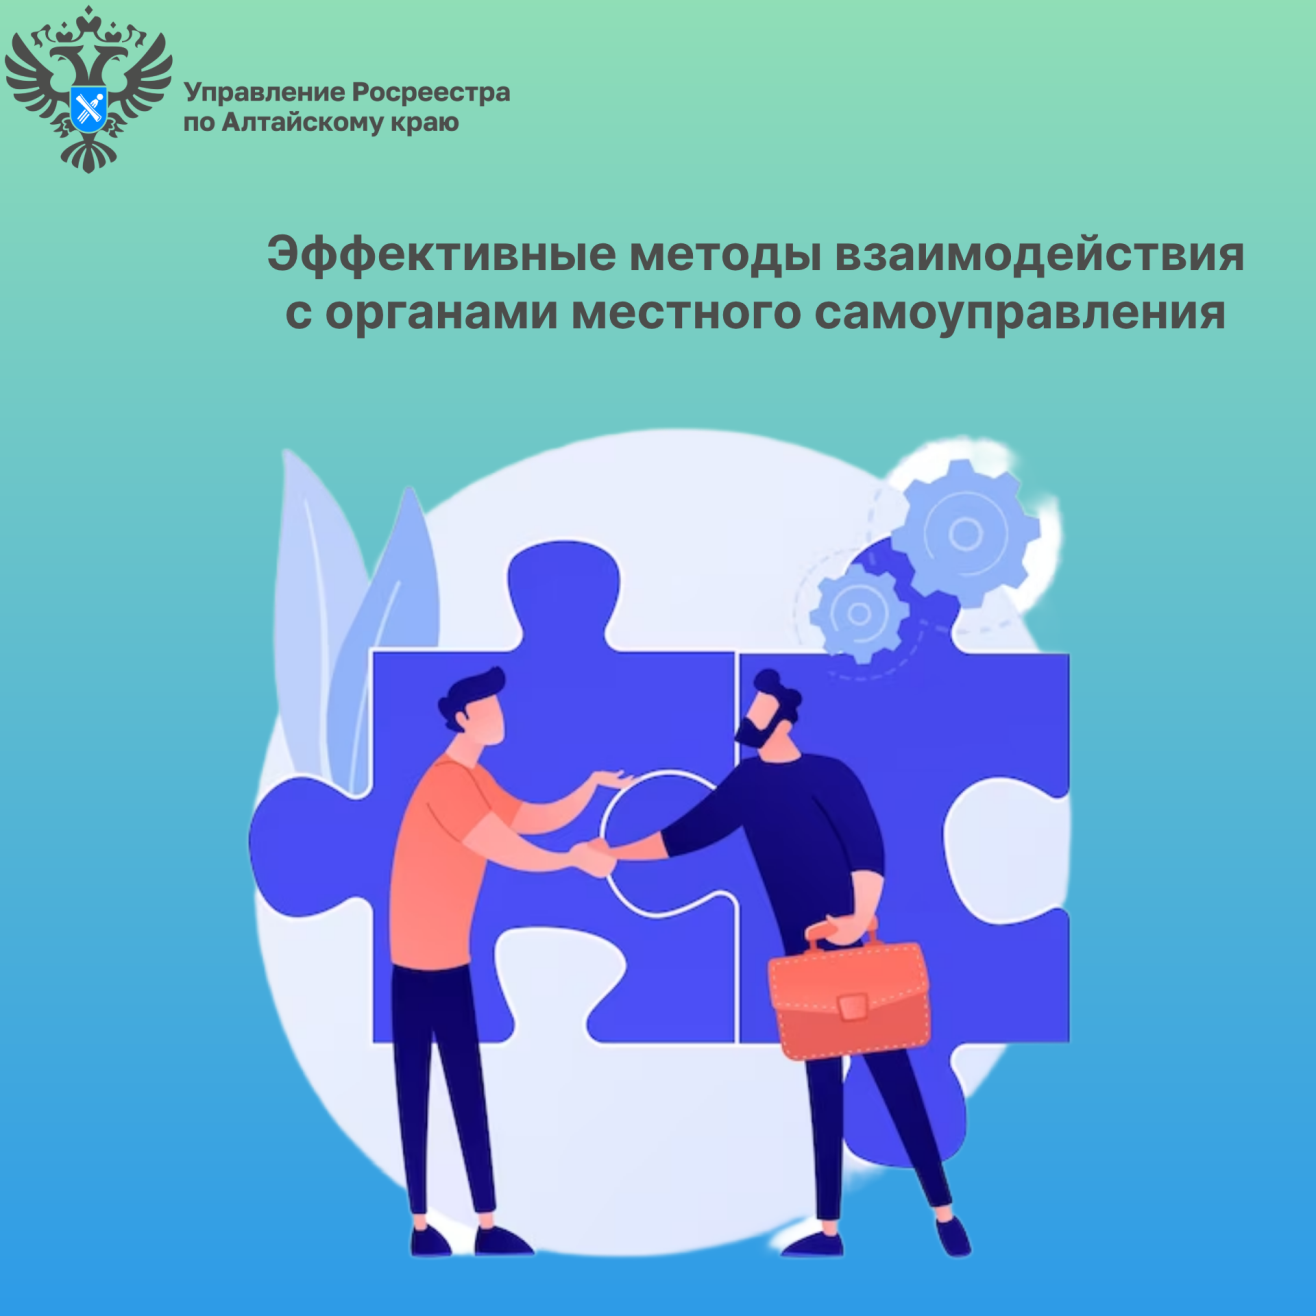 Управление Росреестра
по Алтайскому краю
Эффективные методы взаимодействия
с органами местного самоуправления